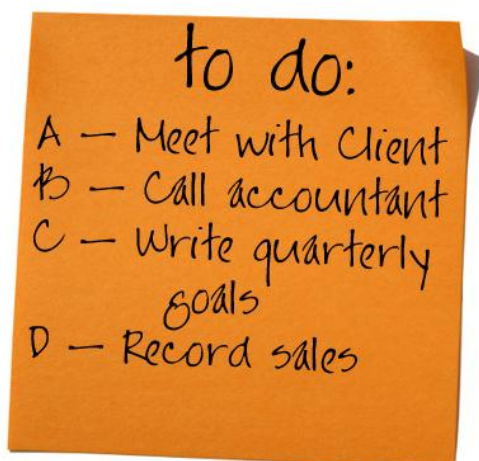 to do:
A — Meet with Client
B — Call accountant
C — Write quarterly
goals
D — Record sales